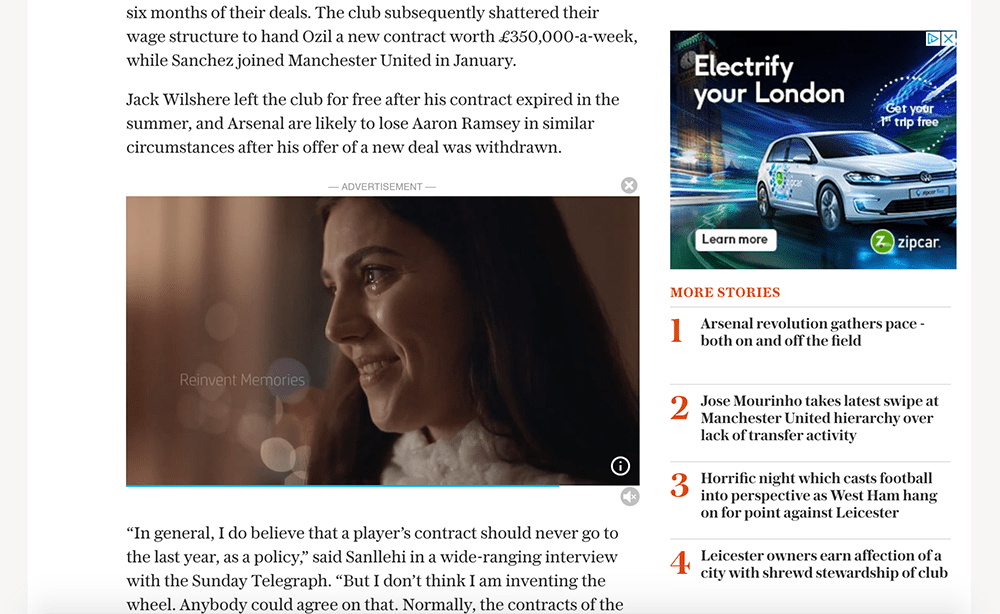 six months of their deals. The club subsequently shattered their
wage structure to hand Ozil a new contract worth £350,000-a-week,
while Sanchez joined Manchester United in January.
Jack Wilshere left the club for free after his contract expired in the
summer, and Arsenal are likely to lose Aaron Ramsey in similar
circumstances after his offer of a new deal was withdrawn.
— ADVERTISEMENT —
Reinvent Memories
“In general, I do believe that a player’s contract should never go to
the last year, as a policy,” said Sanllehi in a wide-ranging interview
with the Sunday Telegraph. “But I don’t think I am inventing the
wheel. Anybody could agree on that. Normally, the contracts of the
Electrify
your London
Get your
1st trip free
zipcar
Learn more
Z zipcar.
MORE STORIES
1 Arsenal revolution gathers pace -
both on and off the field
2 Jose Mourinho takes latest swipe at
Manchester United hierarchy over
lack of transfer activity
3 Horrific night which casts football
into perspective as West Ham hang
on for point against Leicester
4 Leicester owners earn affection of a
city with shrewd stewardship of club